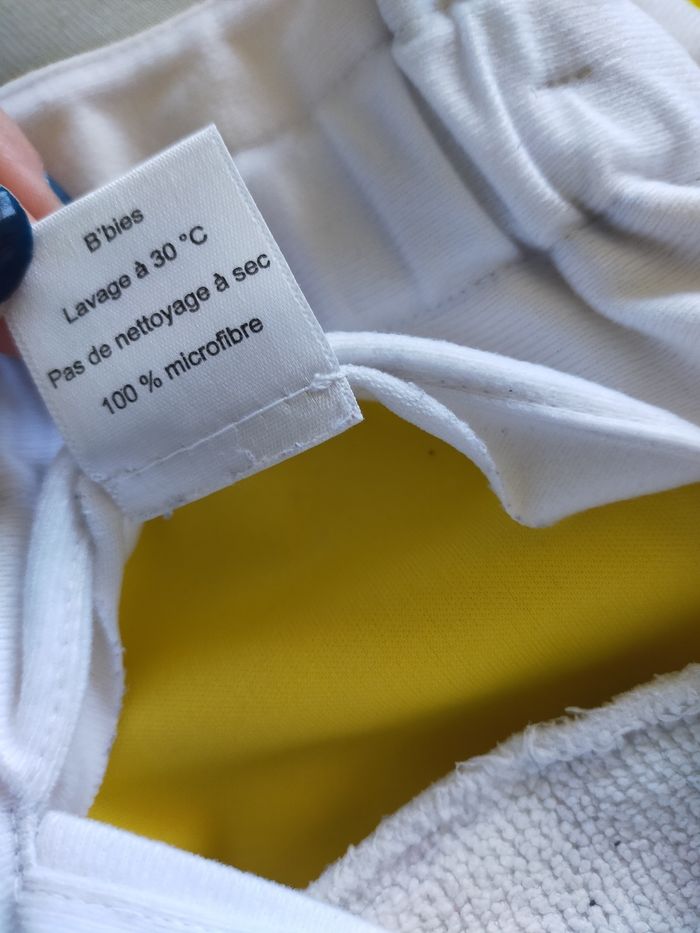 B'bies
Lavage à 30 °C
Pas de nettoyage à sec
100 % microfibre